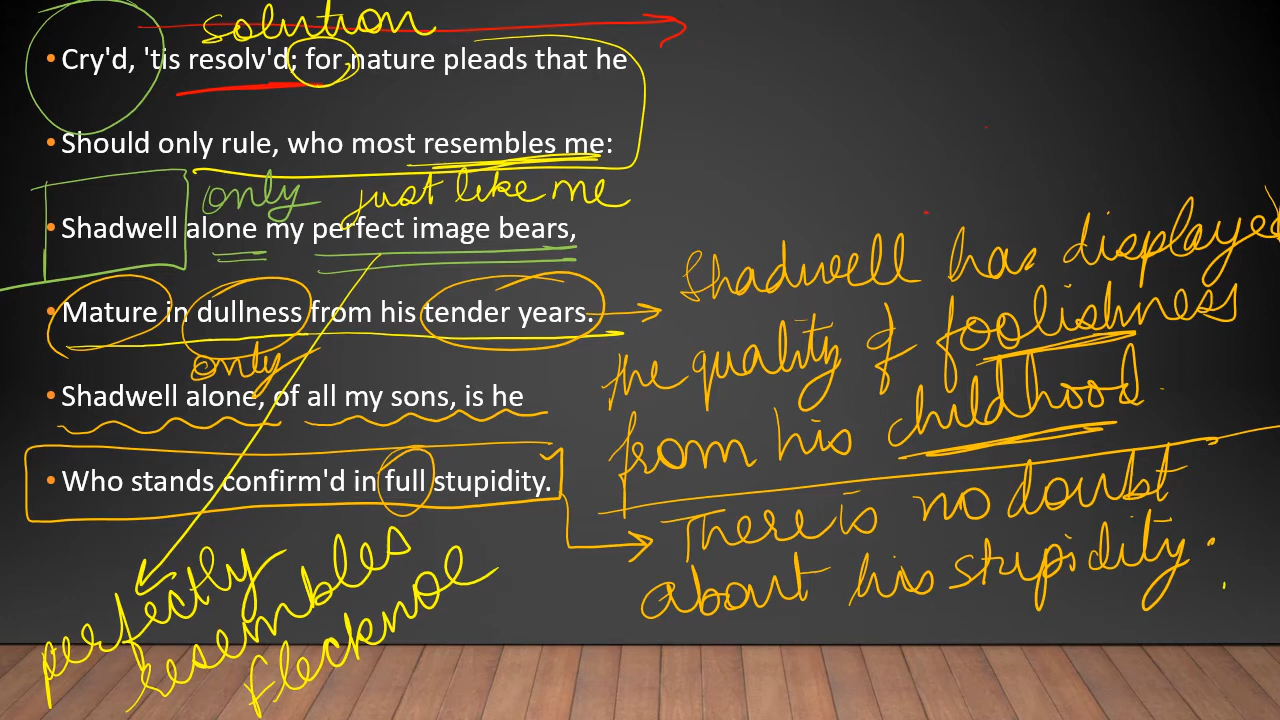 solution
• Cry'd, 'tis resolv'd; for nature pleads that he
• Should only rule, who most resembles me:
only just like me
• Shadwell alone my perfect image bears,
• Mature in dullness from his tender years.
only
• Shadwell alone, of all my sons, is he
• Who stands confirm'd in full stupidity.
Shadwell has displayed
the quality of foolishness
from his childhood
There is no doubt
about his stupidity.
perfectly
resembles
flecknoe